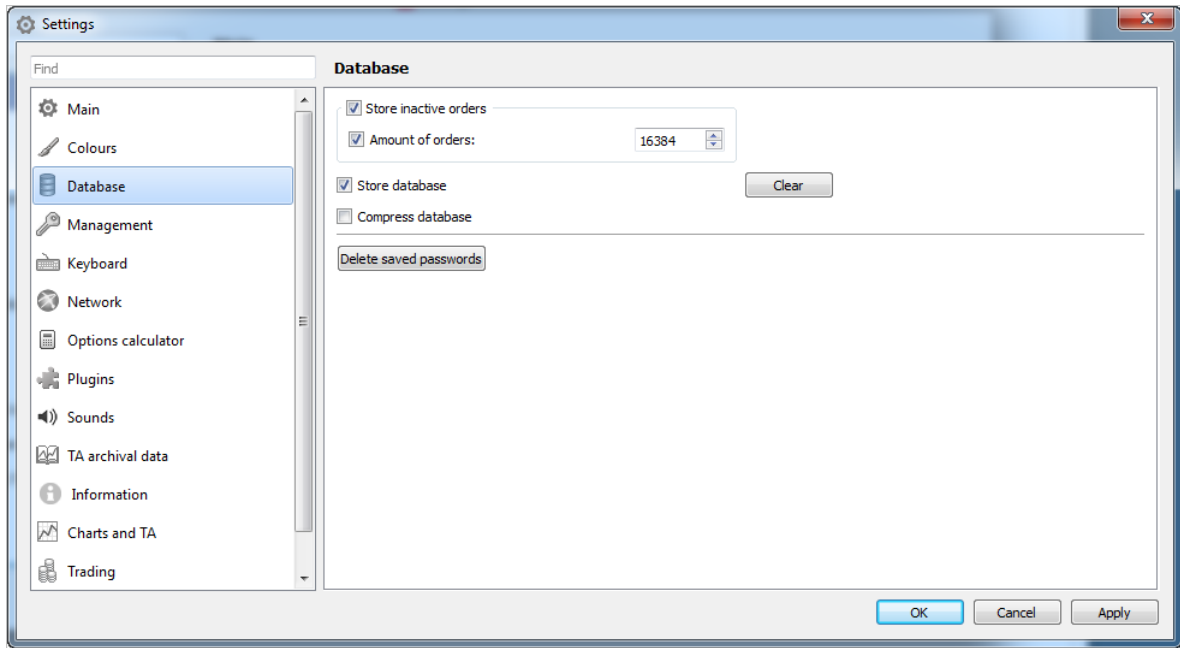 Settings
Find
Main
Colours
Database
Management
Keyboard
Network
Options calculator
Plugins
Sounds
TA archival data
Information
Charts and TA
Trading
Database
Store inactive orders
Amount of orders: 16384
Store database Clear
Compress database
Delete saved passwords
OK Cancel Apply